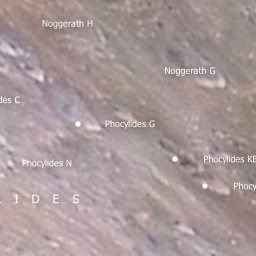 Noggerath H
Noggerath G
des C
Phocylides G
Phocylides KB
Phocylides N
Phocy
L I D E S